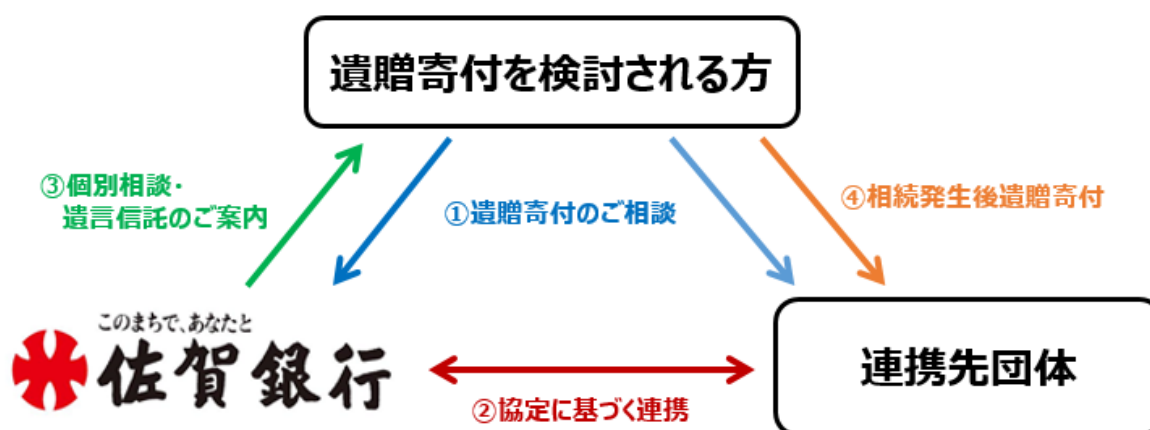 遺贈寄付を検討される方
③個別相談・
遺言信託のご案内
①遺贈寄付のご相談
④相続発生後遺贈寄付
このまちで、あなたと
佐賀銀行
②協定に基づく連携
連携先団体